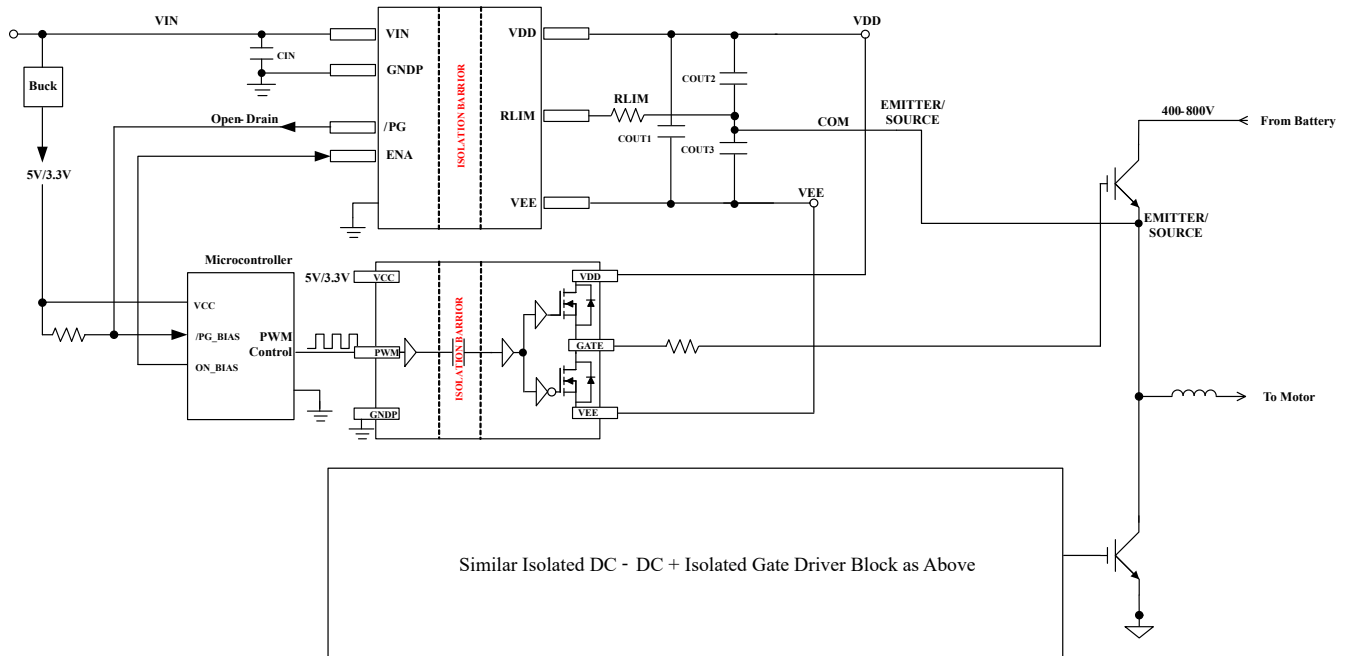 VIN
VDD
Buck
CIN
VIN
GNDP
/PG
ENA
ISOLATION BARRIOR
VDD
RLIM
VEE
RLIM
COUT1
COUT2
COUT3
COM
EMITTER/
SOURCE
VEE
400-800V
From Battery
Open-Drain
5V/3.3V
EMITTER/
SOURCE
Microcontroller
VCC
/PG_BIAS
ON_BIAS
PWM
Control
5V/3.3V
VCC
PWM
GNDP
ISOLATION BARRIOR
VDD
GATE
VEE
To Motor
Similar Isolated DC - DC + Isolated Gate Driver Block as Above